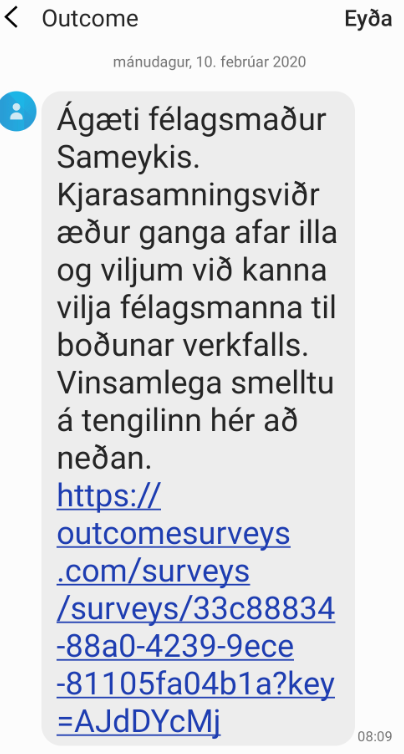 Outcome
Eyða
mánudagur, 10. febrúar 2020
Ágæti félagsmaður
Sameykis.
Kjarasamningsviðr
æður ganga afar illa
og viljum við kanna
vilja félagsmanna til
boðunar verkfalls.
Vinsamlega smelltu
á tengilinn hér að
neðan.
https://
outcomesurveys
.com/surveys
/surveys/33c88834
-88a0-4239-9ece
-81105fa04b1a?key
=AJdDYcMj
08:09